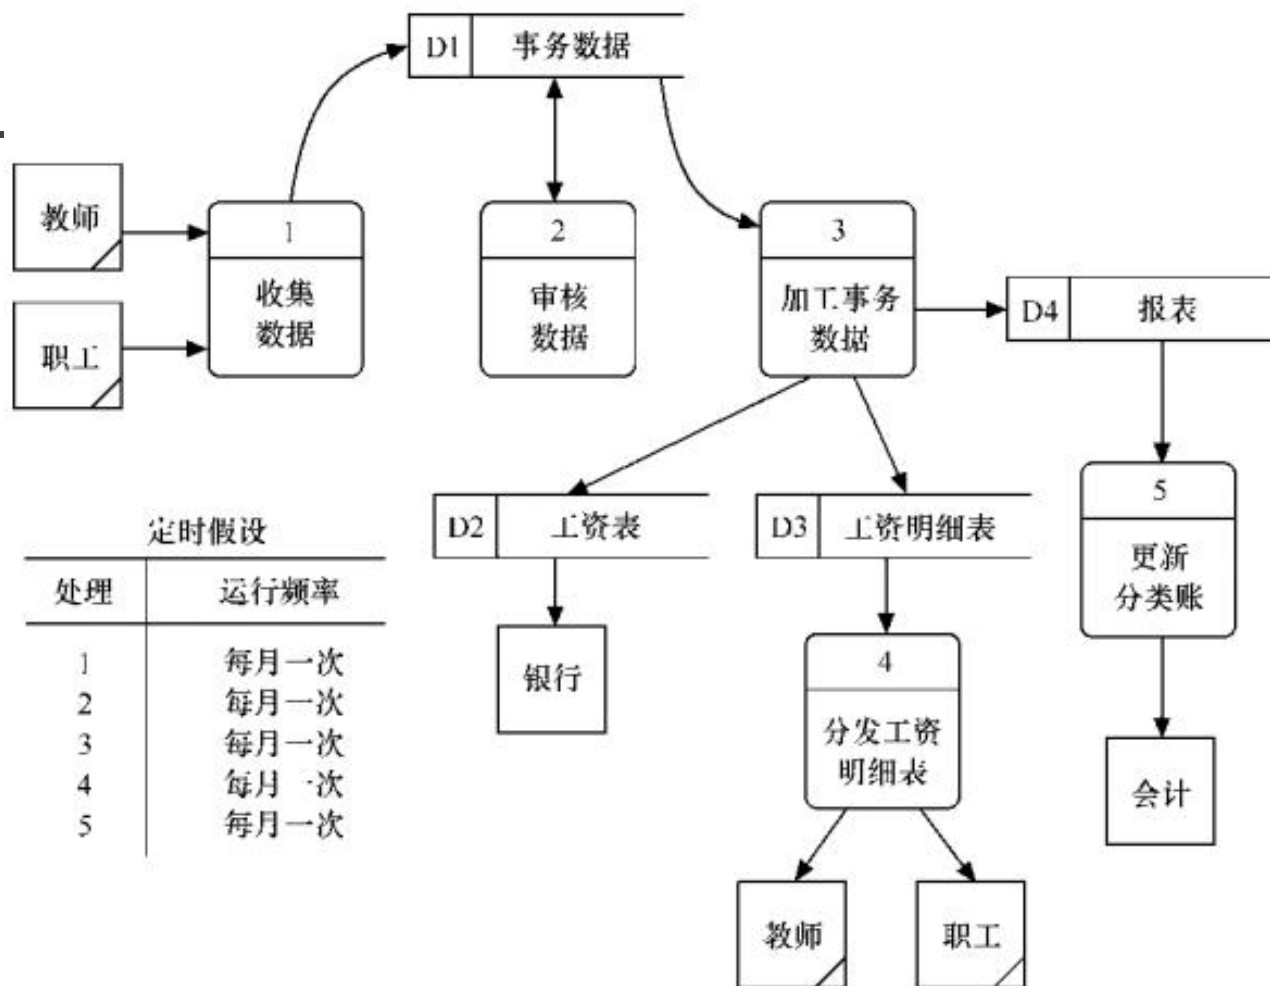 D1 事务数据
教师
职工
1
收集
数据
2
审核
数据
3
加工事务
数据
D4 报表
D2 工资表
D3 工资明细表
5
更新
分类账
银行
4
分发工资
明细表
会计
教师
职工
定时假设
处理 运行频率
1 每月一次
2 每月一次
3 每月一次
4 每月一次
5 每月一次